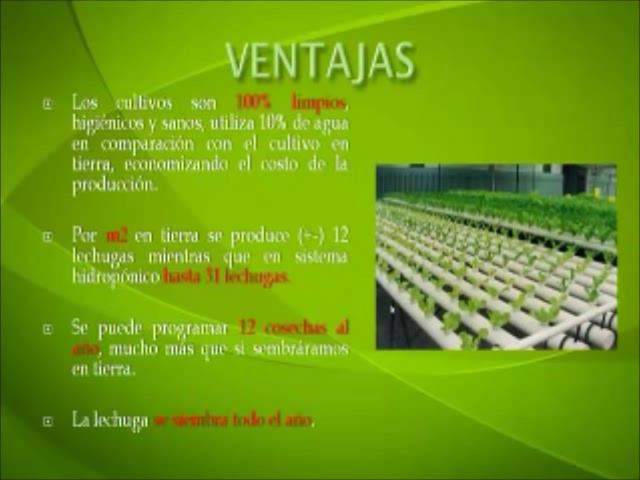 VENTAJAS
Los cultivos son 100% limpios,
higiénicos y sanos, utiliza 10% de agua
en comparación con el cultivo en
tierra, economizando el costo de la
producción.
Por m2 en tierra se produce (+-) 12
lechugas mientras que en sistema
hidropónico hasta 31 lechugas.
Se puede programar 12 cosechas al
año, mucho más que si sembráramos
en tierra.
La lechuga se siembra todo el año.